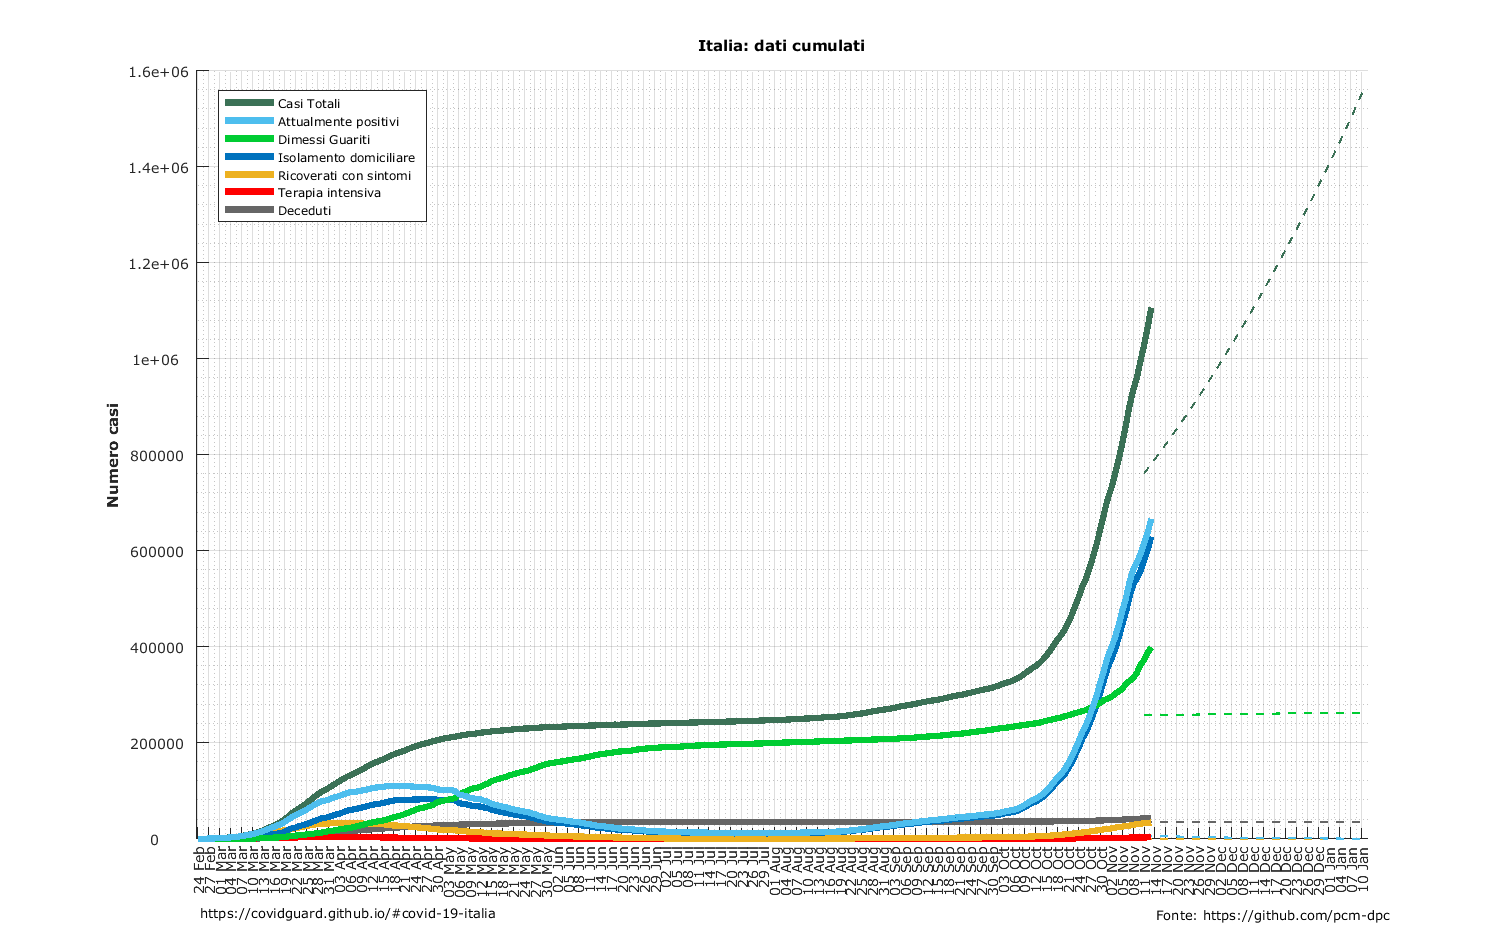 Italia: dati cumulati
1.6e+06
1.4e+06
1.2e+06
1e+06
800000
600000
400000
200000
0
Numero casi
Casi Totali
Attualmente positivi
Dimessi Guariti
Isolamento domiciliare
Ricoverati con sintomi
Terapia intensiva
Deceduti
24 Feb
27 Feb
01 Mar
04 Mar
07 Mar
10 Mar
13 Mar
16 Mar
19 Mar
22 Mar
25 Mar
28 Mar
31 Mar
03 Apr
06 Apr
09 Apr
12 Apr
15 Apr
18 Apr
21 Apr
24 Apr
27 Apr
30 Apr
03 May
06 May
09 May
12 May
15 May
18 May
21 May
24 May
27 May
30 May
02 Jun
05 Jun
08 Jun
11 Jun
14 Jun
17 Jun
20 Jun
23 Jun
26 Jun
29 Jun
02 Jul
05 Jul
08 Jul
11 Jul
14 Jul
17 Jul
20 Jul
23 Jul
26 Jul
29 Jul
01 Aug
04 Aug
07 Aug
10 Aug
13 Aug
16 Aug
19 Aug
22 Aug
25 Aug
28 Aug
31 Aug
03 Sep
06 Sep
09 Sep
12 Sep
15 Sep
18 Sep
21 Sep
24 Sep
27 Sep
30 Sep
03 Oct
06 Oct
09 Oct
12 Oct
15 Oct
18 Oct
21 Oct
24 Oct
27 Oct
30 Oct
02 Nov
05 Nov
08 Nov
11 Nov
14 Nov
17 Nov
20 Nov
23 Nov
26 Nov
29 Nov
02 Dec
05 Dec
08 Dec
11 Dec
14 Dec
17 Dec
20 Dec
23 Dec
26 Dec
29 Dec
01 Jan
04 Jan
07 Jan
10 Jan
https://covidguard.github.io/#covid-19-italia
Fonte: https://github.com/pcm-dpc